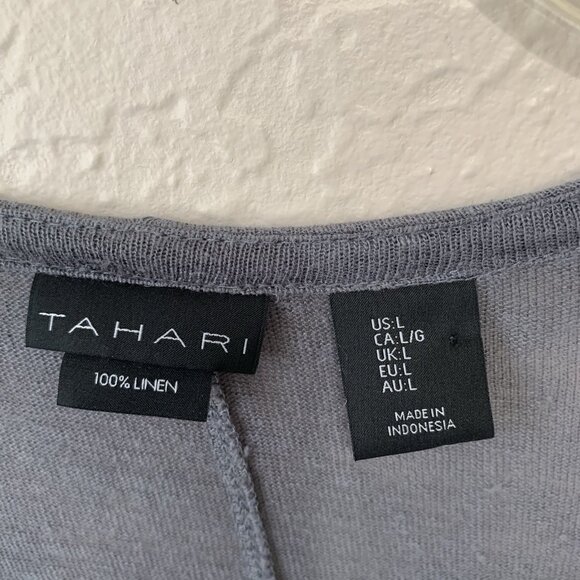 TAHARI
100% LINEN
US:L
CA:L/G
UK:L
EU:L
AU:L
MADE IN
INDONESIA